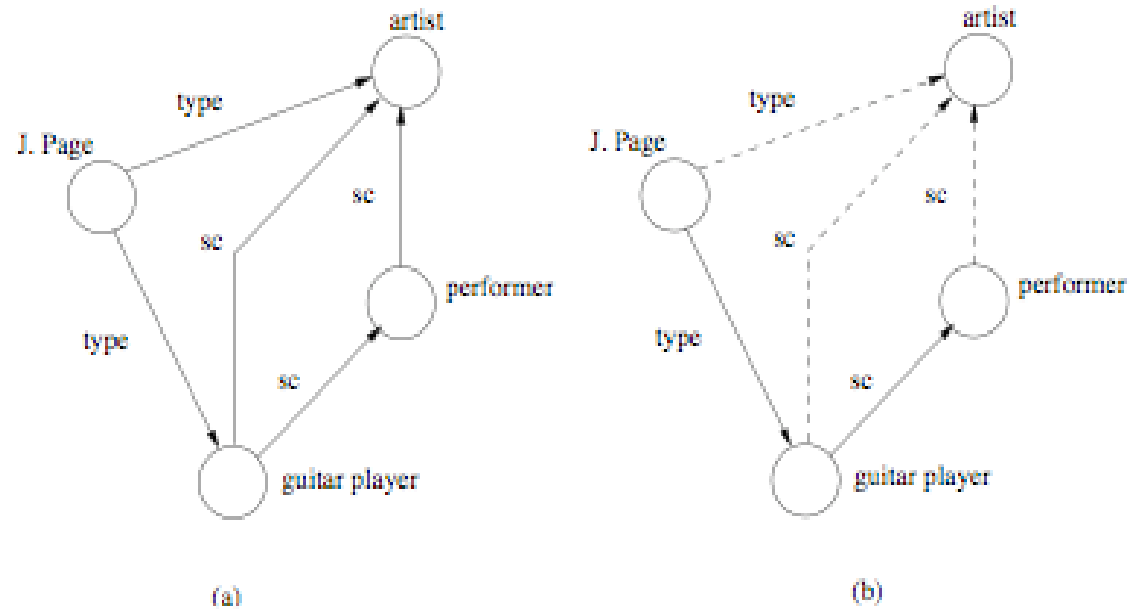 artist
type
J. Page
sc
sc
performer
type
sc
guitar player
(a)
artist
type
J. Page
sc
sc
performer
type
sc
guitar player
(b)